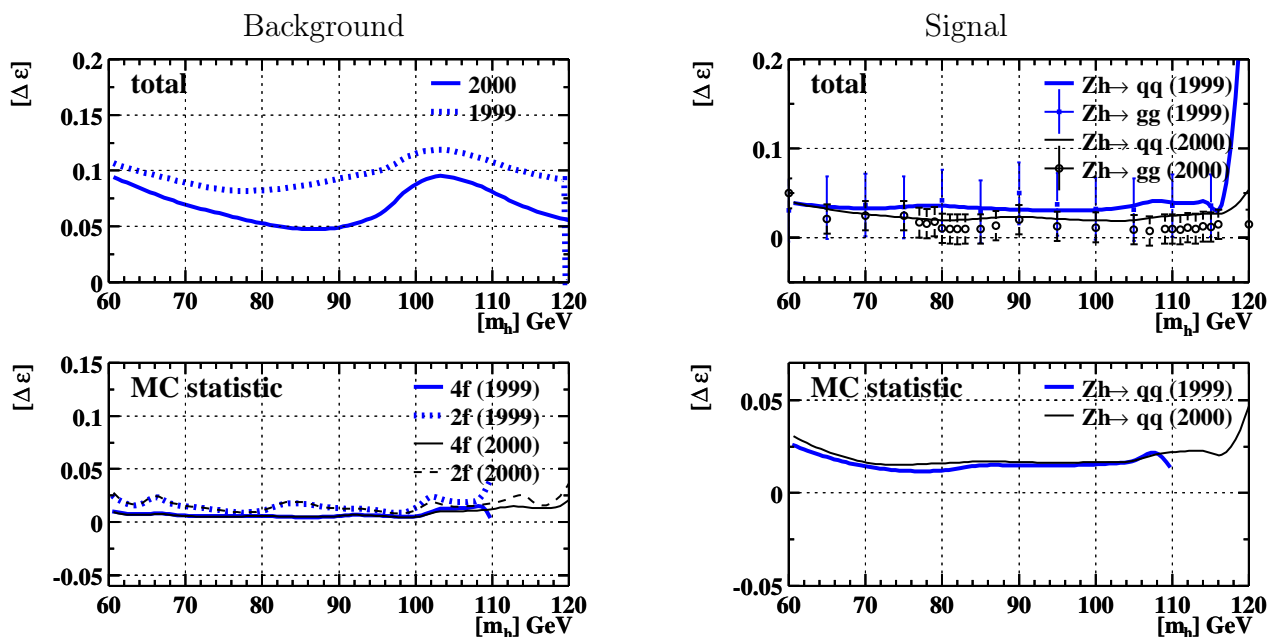 Background
Signal
[Δ ε]
0.2
0.15
0.1
0.05
0
total
2000
1999
60 70 80 90 100 110 120
[m_h] GeV
[Δ ε]
0.2
0.1
0
total
Zh→ qq (1999)
Zh→ gg (1999)
Zh→ qq (2000)
Zh→ gg (2000)
60 70 80 90 100 110 120
[m_h] GeV
[Δ ε]
0.15
0.1
0.05
0
-0.05
MC statistic
4f (1999)
2f (1999)
4f (2000)
2f (2000)
60 70 80 90 100 110 120
[m_h] GeV
[Δ ε]
0.05
0
-0.05
MC statistic
Zh→ qq (1999)
Zh→ qq (2000)
60 70 80 90 100 110 120
[m_h] GeV